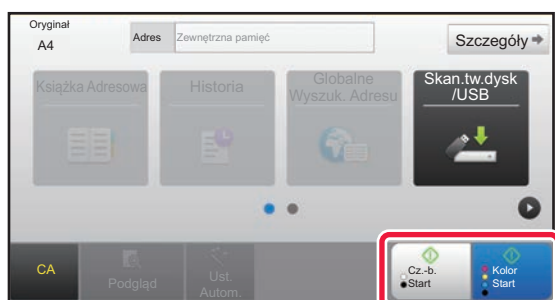 Oryginał
A4
Adres
Zewnętrzna pamięć
Szczegóły
Książka Adresowa
Historia
Globalne
Wyszuk. Adresu
Skan.tw.dysk
/USB
CA
Podgląd
Ust.
Autom.
Cz.-b.
Start
Kolor
Start